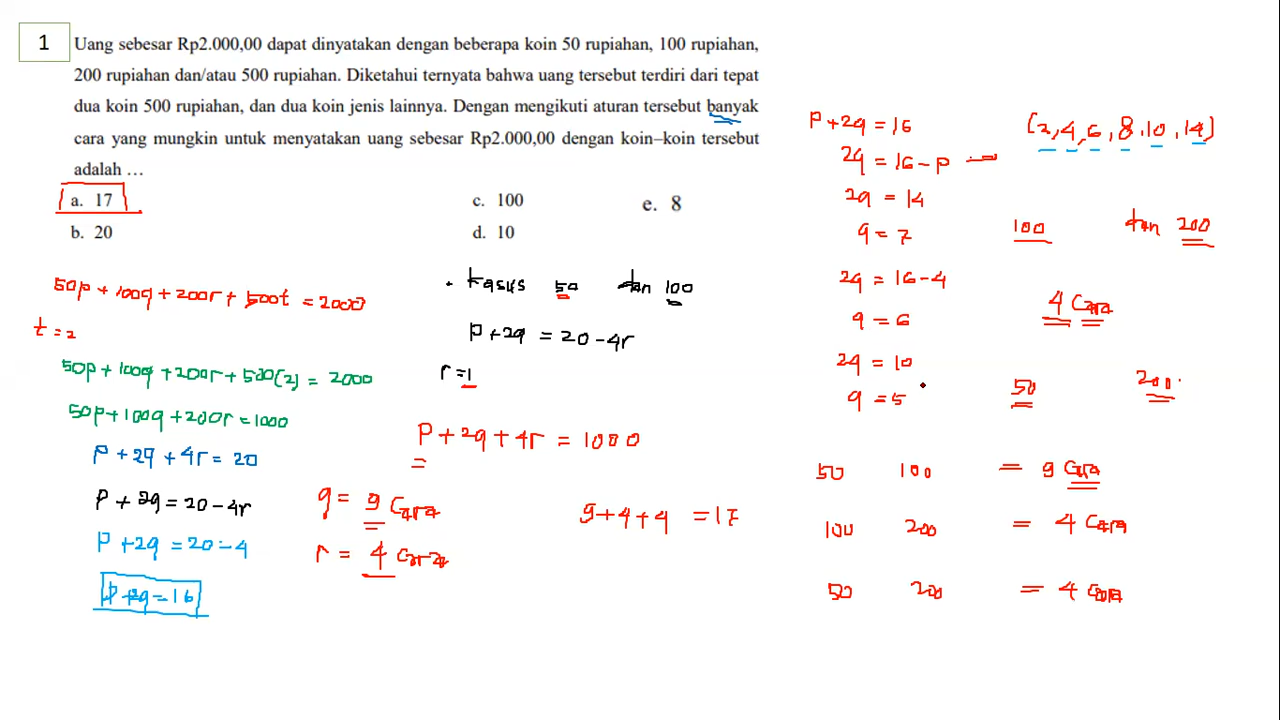 1
Uang sebesar Rp2.000,00 dapat dinyatakan dengan beberapa koin 50 rupiahan, 100 rupiahan,
200 rupiahan dan/atau 500 rupiahan. Diketahui ternyata bahwa uang tersebut terdiri dari tepat
dua koin 500 rupiahan, dan dua koin jenis lainnya. Dengan mengikuti aturan tersebut banyak
cara yang mungkin untuk menyatakan uang sebesar Rp2.000,00 dengan koin–koin tersebut
adalah …
a. 17
c. 100
e. 8
b. 20
d. 10
50p + 100q + 200r + 500t = 2000
t = 2
50p + 100q + 200r + 500(2) = 2000
50p + 100q + 200r = 1000
p + 2q + 4r = 20
p + 2q = 20 - 4r
p + 2q = 20 - 4
p + 2q = 16
. kasus 50 dan 100
p + 2q = 20 - 4r
r = 1
p + 2q + 4r = 1000
q = 9 Cara
r = 4 Cara
9 + 4 + 4 = 17
p + 2q = 16
2q = 16 - p
2q = 14
q = 7
2q = 16 - 4
q = 6
2q = 10
q = 5
[2, 4, 6, 8, 10, 14]
100 dan 200
4 Cara
50 200
50 100 = 9 Cara
100 200 = 4 Cara
50 200 = 4 Cara